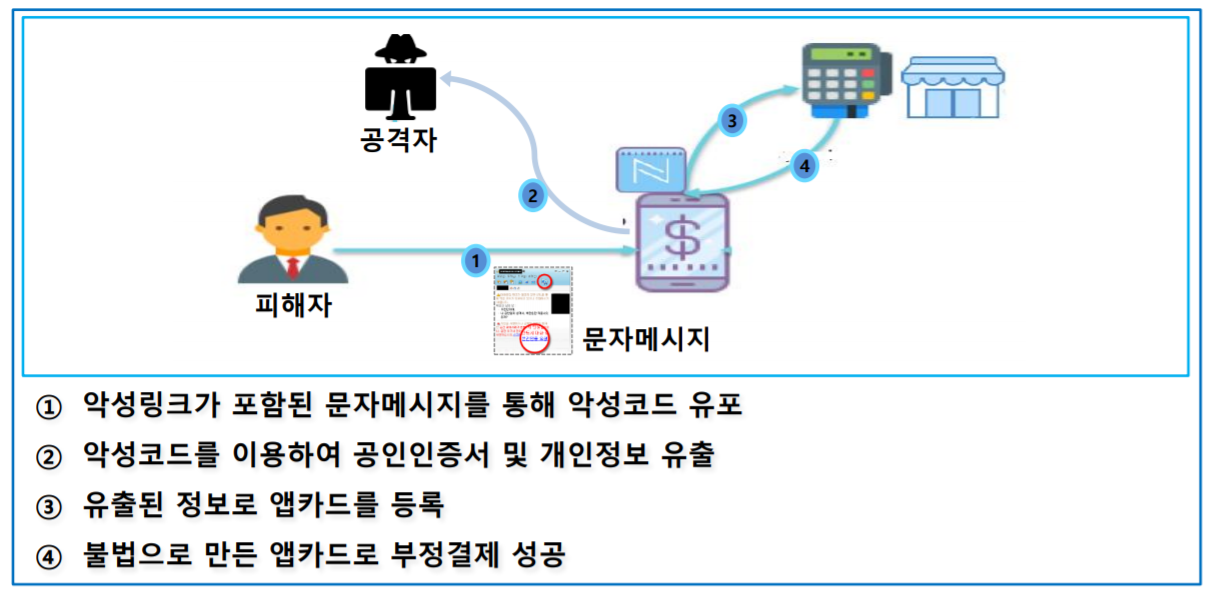 공격자
3
4
2
1
피해자
문자메시지
① 악성링크가 포함된 문자메시지를 통해 악성코드 유포
② 악성코드를 이용하여 공인인증서 및 개인정보 유출
③ 유출된 정보로 앱카드를 등록
④ 불법으로 만든 앱카드로 부정결제 성공